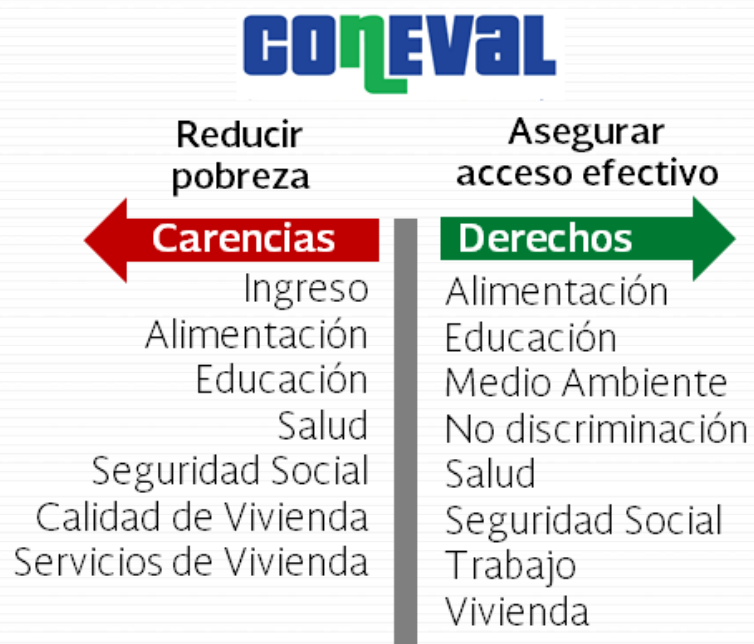 coneval
Reducir
pobreza
Carencias
Ingreso
Alimentación
Educación
Salud
Seguridad Social
Calidad de Vivienda
Servicios de Vivienda
Asegurar
acceso efectivo
Derechos
Alimentación
Educación
Medio Ambiente
No discriminación
Salud
Seguridad Social
Trabajo
Vivienda